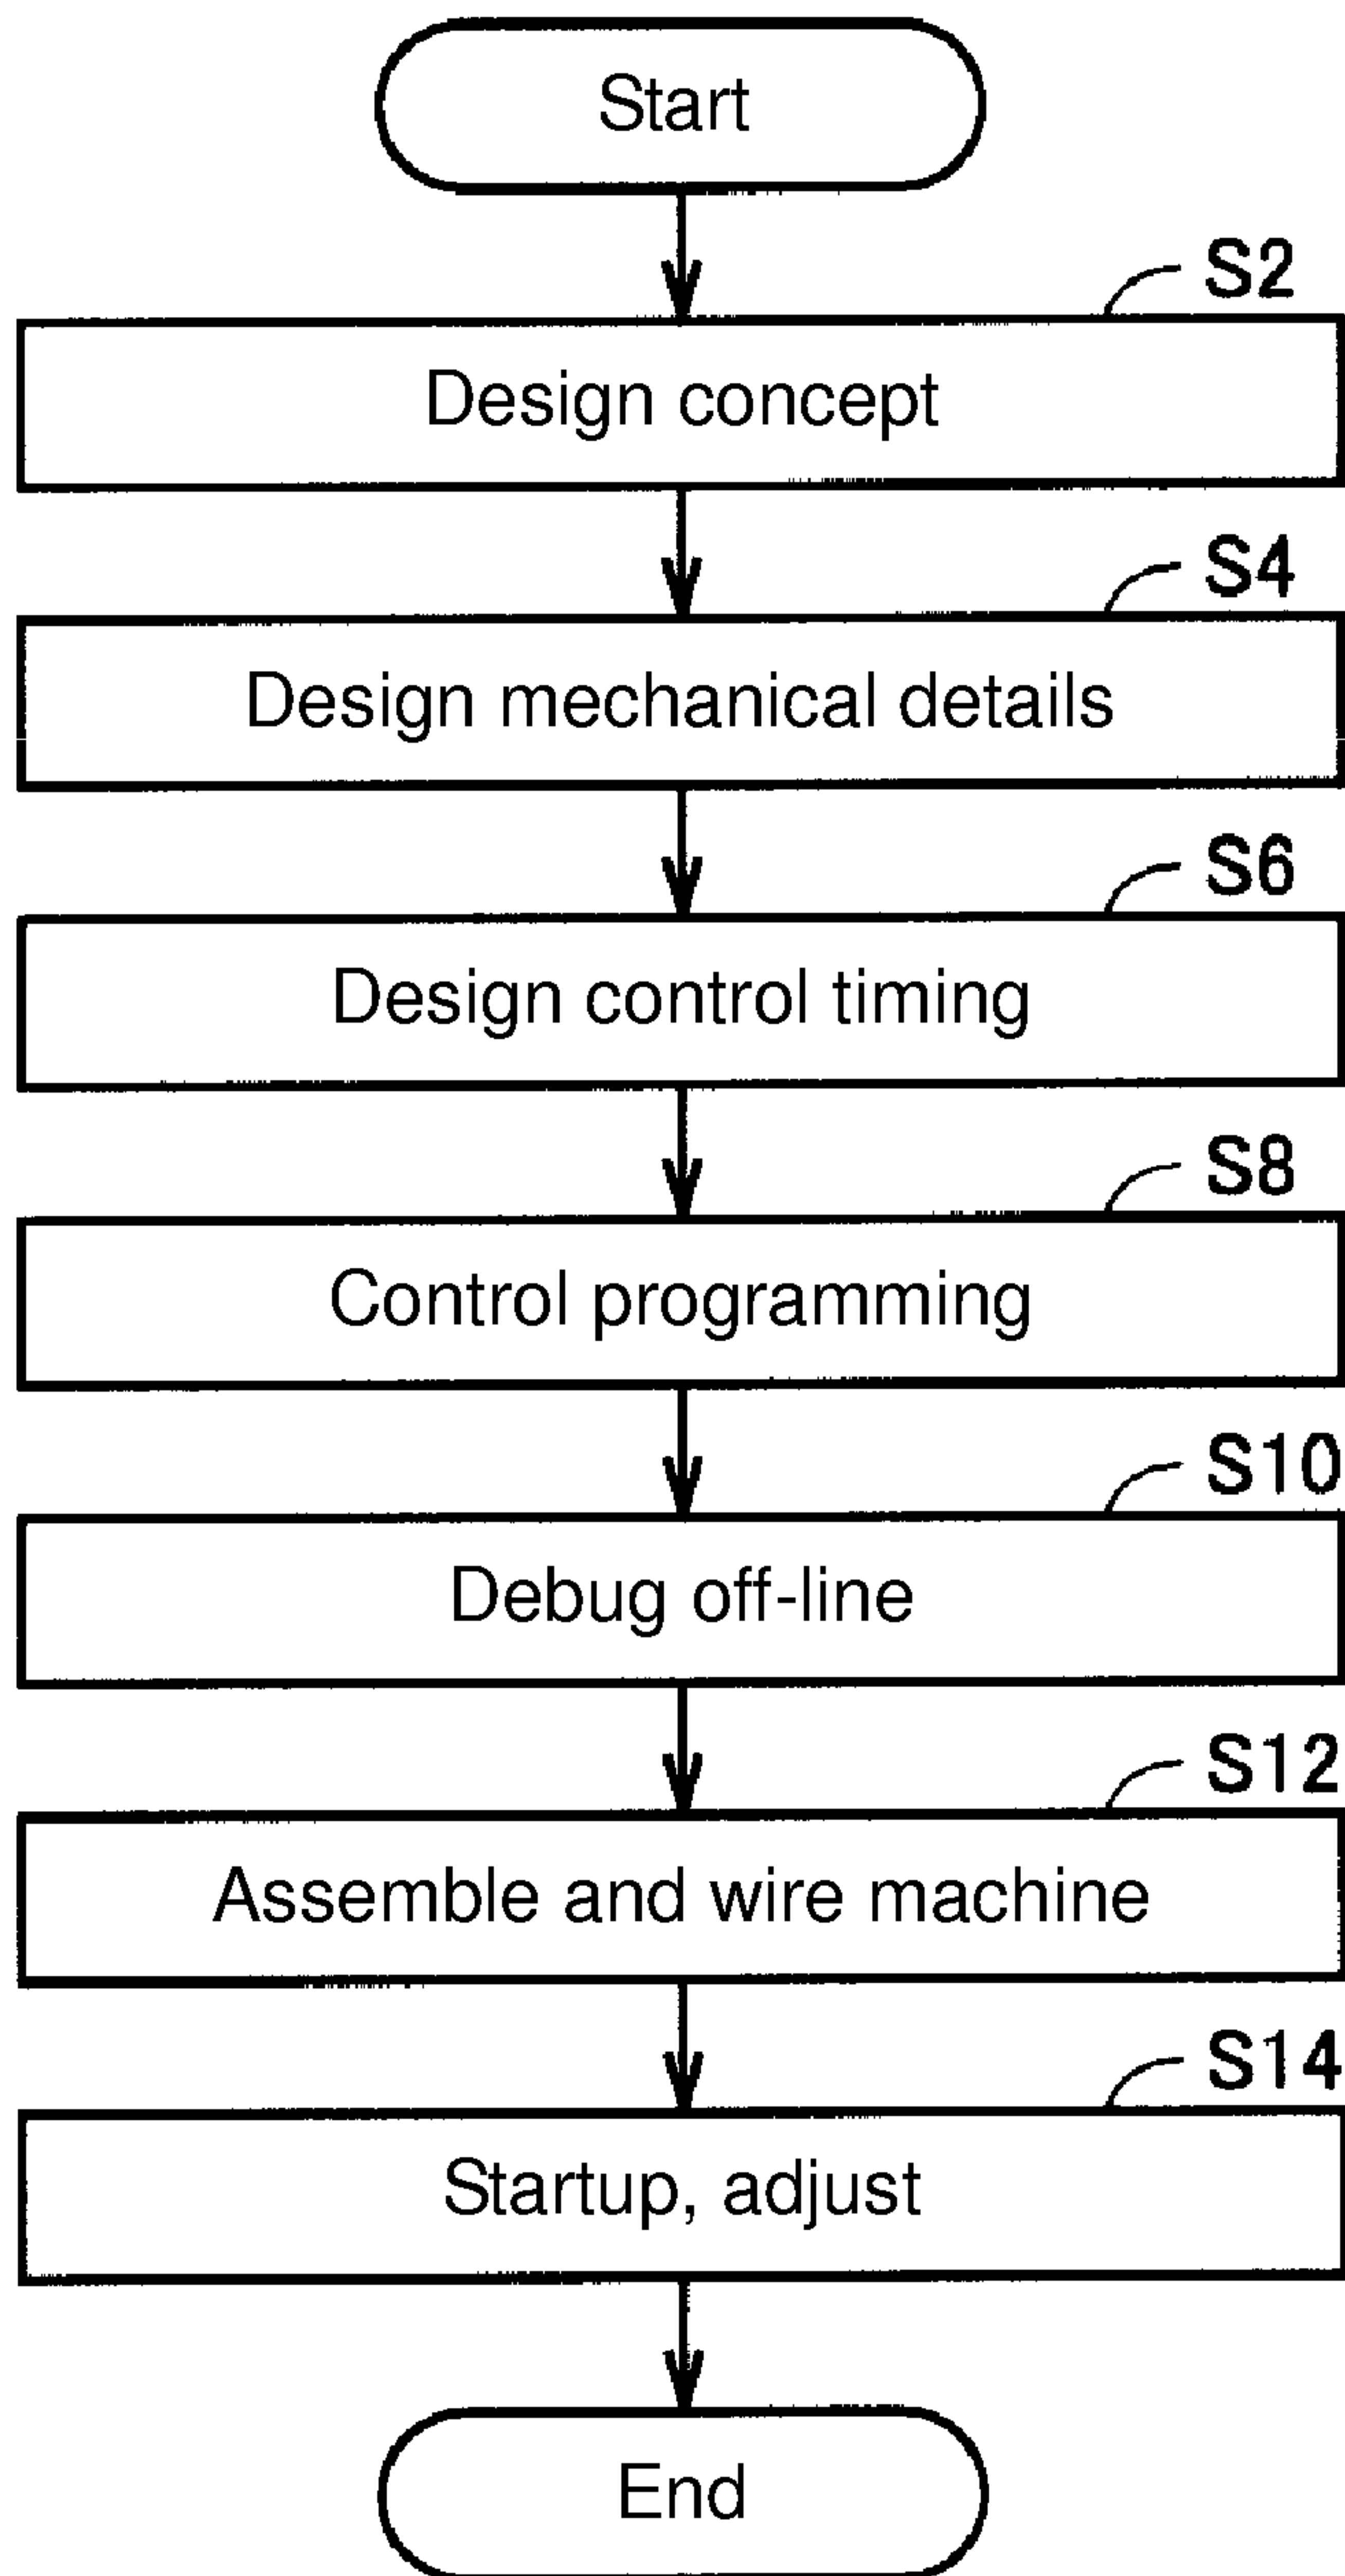 Start
S2
Design concept
S4
Design mechanical details
S6
Design control timing
S8
Control programming
S10
Debug off-line
S12
Assemble and wire machine
S14
Startup, adjust
End